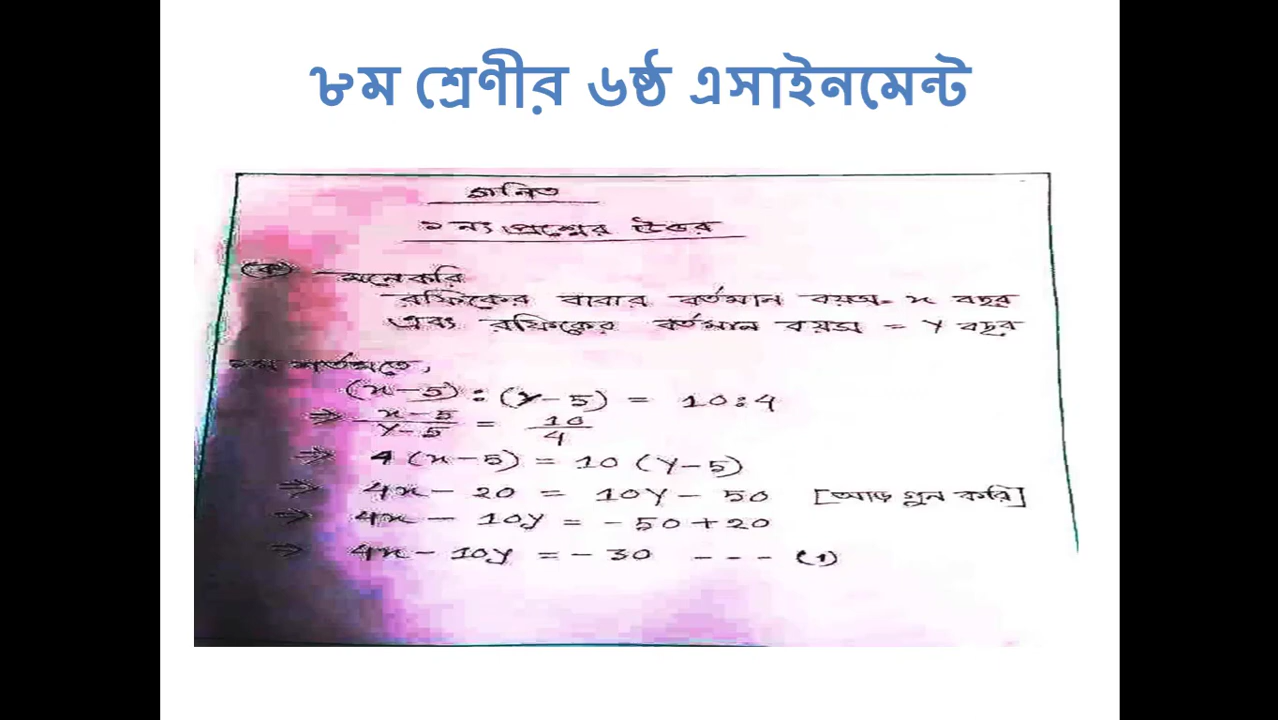 ৮ম শ্রেণীর ৬ষ্ঠ এসাইনমেন্ট
গনিত
১ নং প্রশ্নের উত্তর
(ক) মনেকরি
রফিকের বাবার বর্তমান বয়স = x বছর
এবং রফিকের বর্তমান বয়স = y বছর
১ম শর্তমতে,
(x-5) : (y-5) = 10:4
⇒ x-5/y-5 = 10/4
⇒ 4(x-5) = 10(y-5)
⇒ 4x - 20 = 10y - 50 [আড় গুন করি]
⇒ 4x - 10y = -50+20
⇒ 4x - 10y = -30 --- (1)